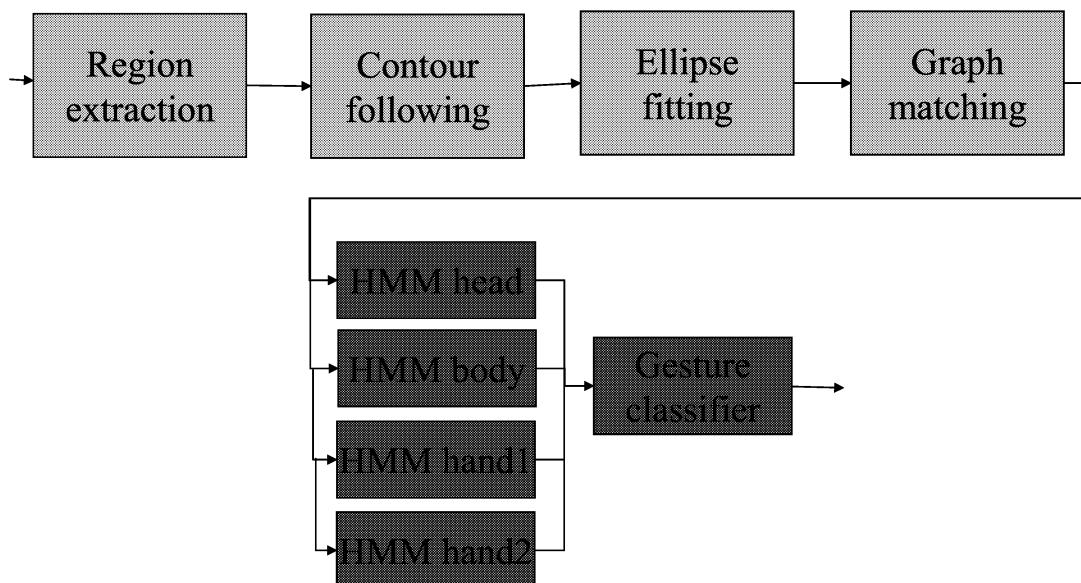 Region
extraction
Contour
following
Ellipse
fitting
Graph
matching
HMM head
HMM body
HMM hand1
HMM hand2
Gesture
classifier